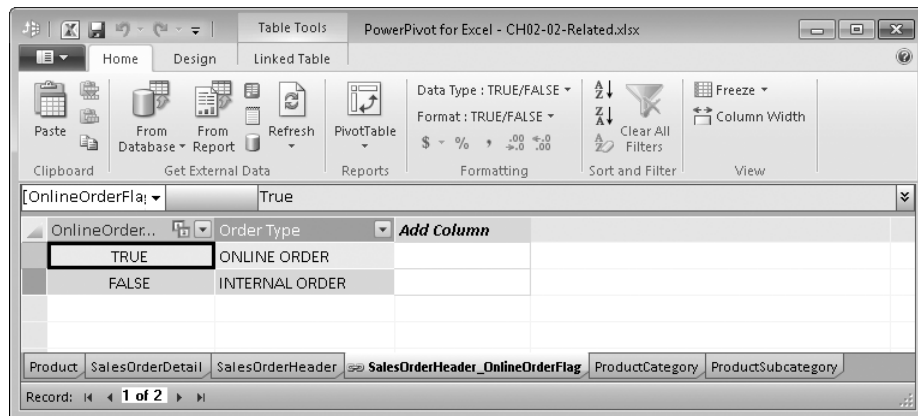 Table Tools
PowerPivot for Excel - CH02-02-Related.xlsx
Home
Design
Linked Table
Paste
From Database
From Report
Refresh
PivotTable
Data Type : TRUE/FALSE
Format : TRUE/FALSE
$ % , .00 .0 .0 .00
A Z
Z A
A Z
Clear All Filters
Freeze
Column Width
Clipboard
Get External Data
Reports
Formatting
Sort and Filter
View
[OnlineOrderFla
True
OnlineOrder...
Order Type
Add Column
TRUE
ONLINE ORDER
FALSE
INTERNAL ORDER
Product
SalesOrderDetail
SalesOrderHeader
SalesOrderHeader_OnlineOrderFlag
ProductCategory
ProductSubcategory
Record:
1 of 2